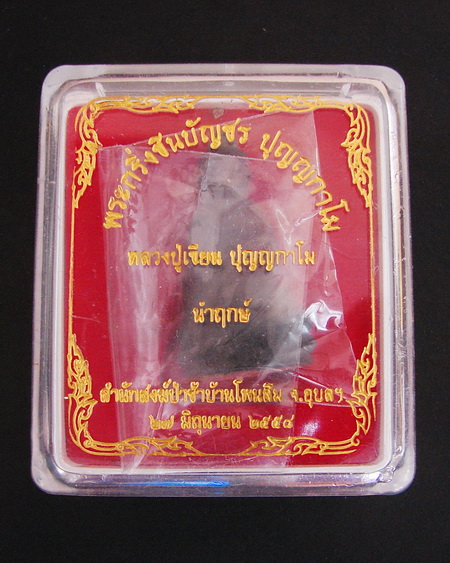 พระกริ่งชินบัญชร ปุญญกาโม
หลวงปู่เขียน ปุญญกาโม
นำฤกษ์
สำนักสงฆ์ป่าช้าบ้านโพนสิม จ.อุบลฯ
๒๗ มิถุนายน ๒๕๕๔